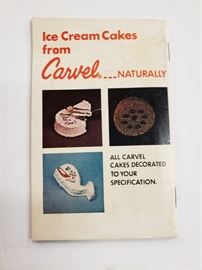 Ice Cream Cakes
from
Carvel®...NATURALLY
ALL CARVEL
CAKES DECORATED
TO YOUR
SPECIFICATION.